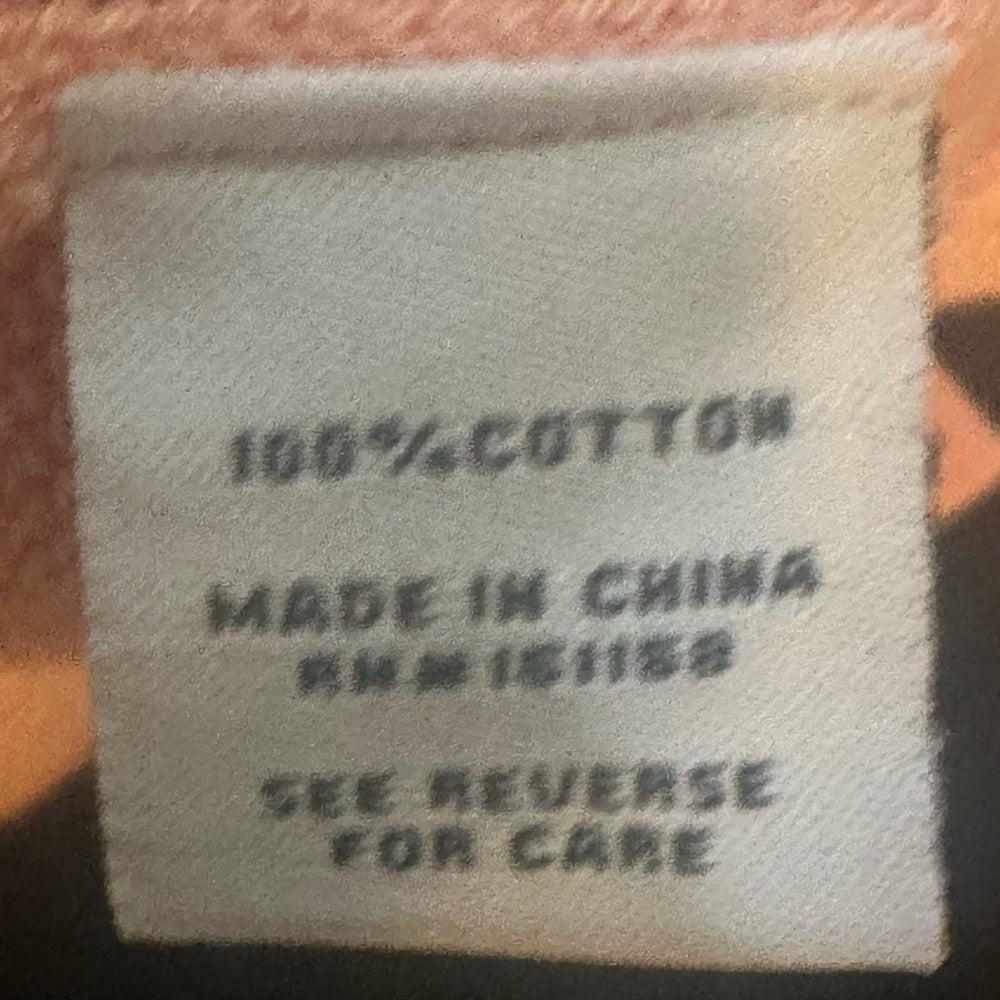 100%COTTON
MADE IN CHINA
SEE REVERSE
FOR CARE